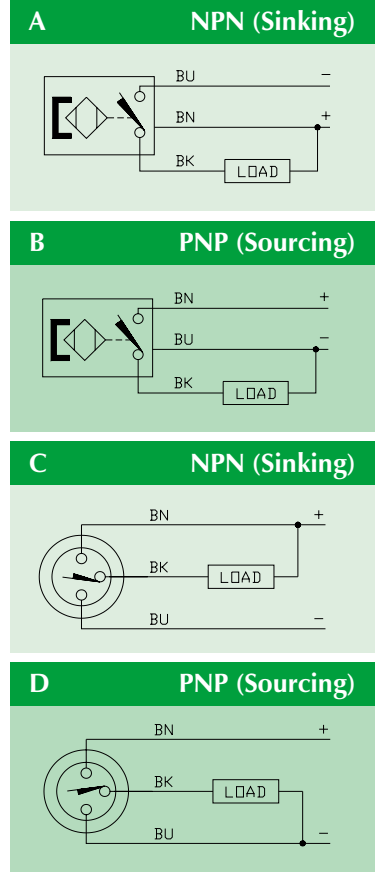 A NPN (Sinking)
BU −
BN +
BK LOAD
B PNP (Sourcing)
BN +
BU −
BK LOAD
C NPN (Sinking)
BN +
BK LOAD
BU −
D PNP (Sourcing)
BN +
BK LOAD
BU −